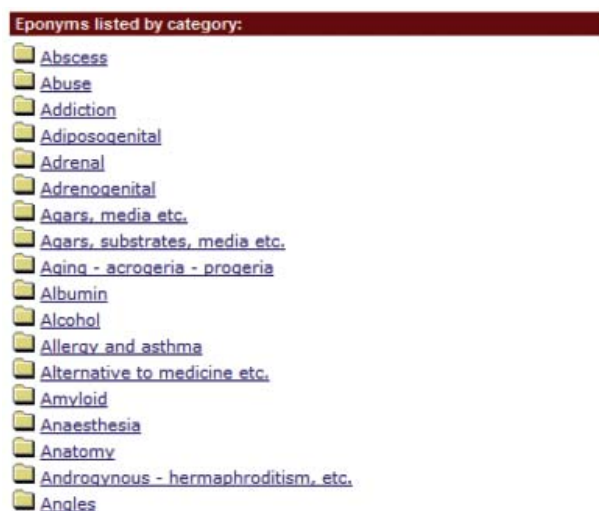 Eponyms listed by category:
Abscess
Abuse
Addiction
Adiposogenital
Adrenal
Adrenogenital
Agars, media etc.
Agars, substrates, media etc.
Aging - acrogeria - progeria
Albumin
Alcohol
Allergy and asthma
Alternative to medicine etc.
Amyloid
Anaesthesia
Anatomy
Androgynous - hermaphroditism, etc.
Angles